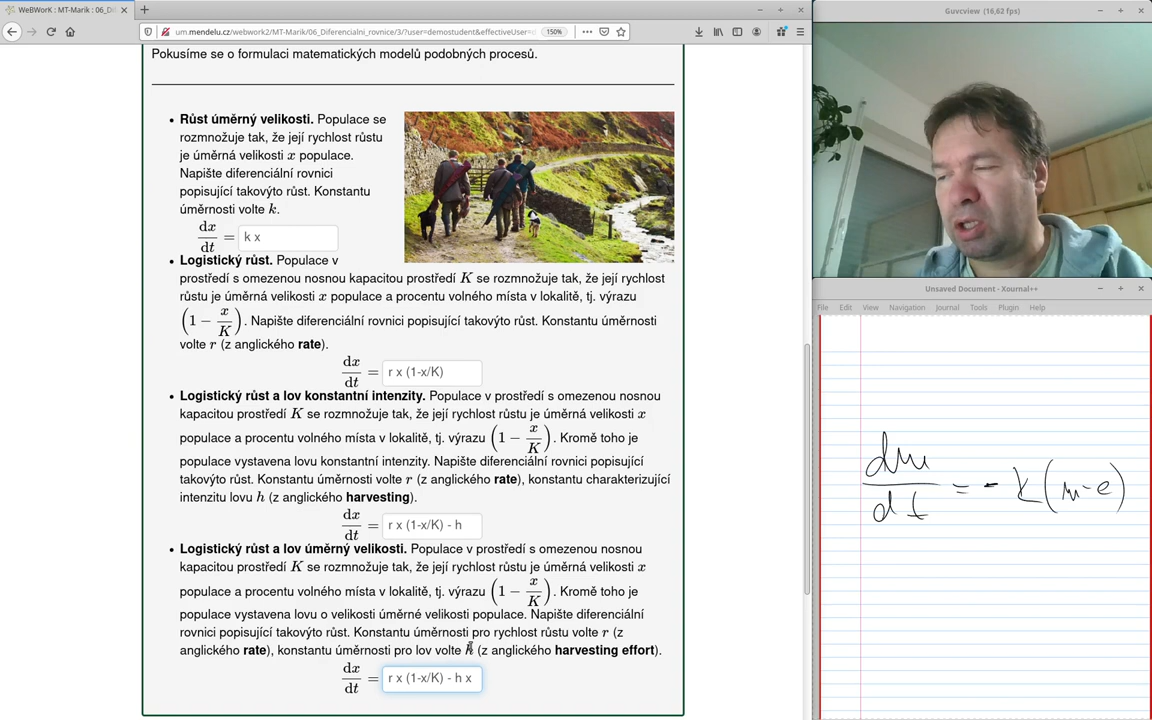 WeBWorK : MT-Marik : 06_Di
Guvcview (16,62 fps)
um.mendelu.cz/webwork2/MT-Marik/06_Diferencialni_rovnice/3/?user=demostudent&effectiveUser=
150%
Pokusíme se o formulaci matematických modelů podobných procesů.
• Růst úměrný velikosti. Populace se
rozmnožuje tak, že její rychlost růstu
je úměrná velikosti x populace.
Napište diferenciální rovnici
popisující takovýto růst. Konstantu
úměrnosti volte k.
dx/dt = k x
• Logistický růst. Populace v
prostředí s omezenou nosnou kapacitou prostředí K se rozmnožuje tak, že její rychlost
růstu je úměrná velikosti x populace a procentu volného místa v lokalitě, tj. výrazu
(1 − x/K). Napište diferenciální rovnici popisující takovýto růst. Konstantu úměrnosti
volte r (z anglického rate).
dx/dt = r x (1-x/K)
• Logistický růst a lov konstantní intenzity. Populace v prostředí s omezenou nosnou
kapacitou prostředí K se rozmnožuje tak, že její rychlost růstu je úměrná velikosti x
populace a procentu volného místa v lokalitě, tj. výrazu (1 − x/K). Kromě toho je
populace vystavena lovu konstantní intenzity. Napište diferenciální rovnici popisující
takovýto růst. Konstantu úměrnosti volte r (z anglického rate), konstantu charakterizující
intenzitu lovu h (z anglického harvesting).
dx/dt = r x (1-x/K) - h
• Logistický růst a lov úměrný velikosti. Populace v prostředí s omezenou nosnou
kapacitou prostředí K se rozmnožuje tak, že její rychlost růstu je úměrná velikosti x
populace a procentu volného místa v lokalitě, tj. výrazu (1 − x/K). Kromě toho je
populace vystavena lovu o velikosti úměrné velikosti populace. Napište diferenciální
rovnici popisující takovýto růst. Konstantu úměrnosti pro rychlost růstu volte r (z
anglického rate), konstantu úměrnosti pro lov volte h (z anglického harvesting effort).
dx/dt = r x (1-x/K) - h x
Unsaved Document - Xournal++
File Edit View Navigation Journal Tools Plugin Help
dm/dt = - k(m-e)